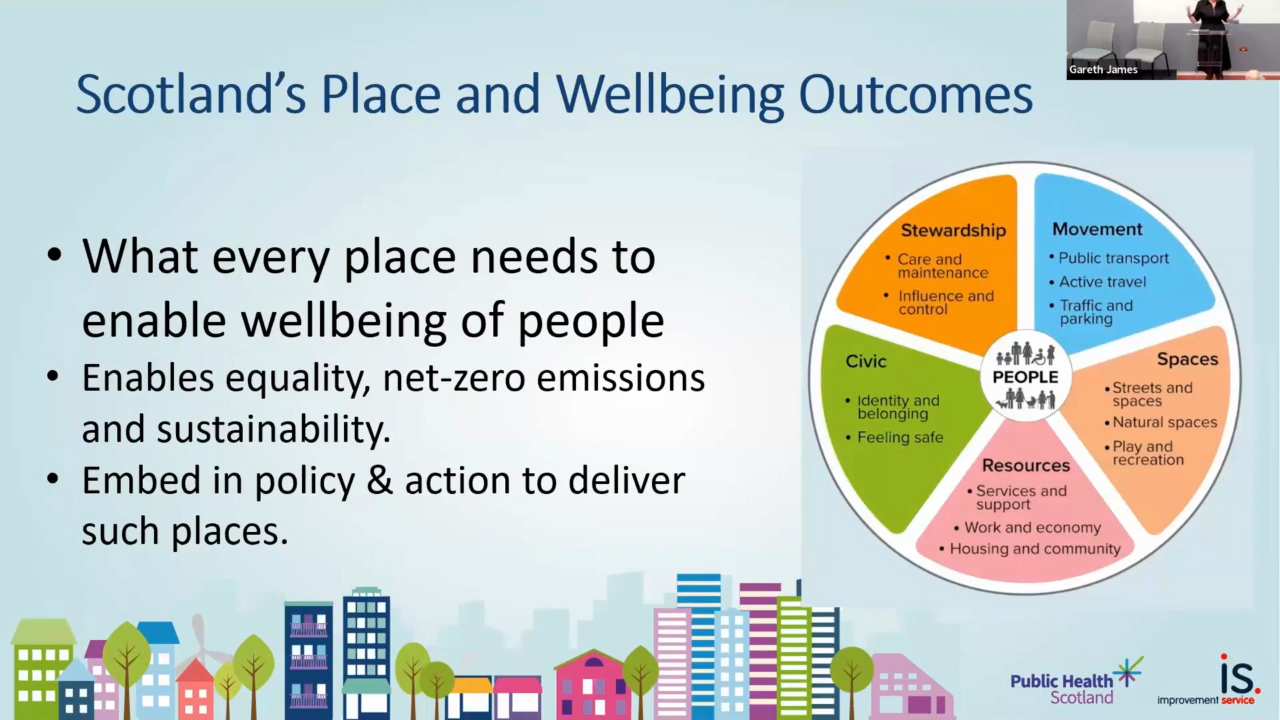 Gareth James
Scotland's Place and Wellbeing Outcomes
• What every place needs to
enable wellbeing of people
• Enables equality, net-zero emissions
and sustainability.
• Embed in policy & action to deliver
such places.
Stewardship
• Care and
maintenance
• Influence and
control
Movement
• Public transport
• Active travel
• Traffic and
parking
Civic
• Identity and
belonging
• Feeling safe
PEOPLE
Spaces
• Streets and
spaces
• Natural spaces
• Play and
recreation
Resources
• Services and
support
• Work and economy
• Housing and community
Public Health
Scotland
is.
improvement service